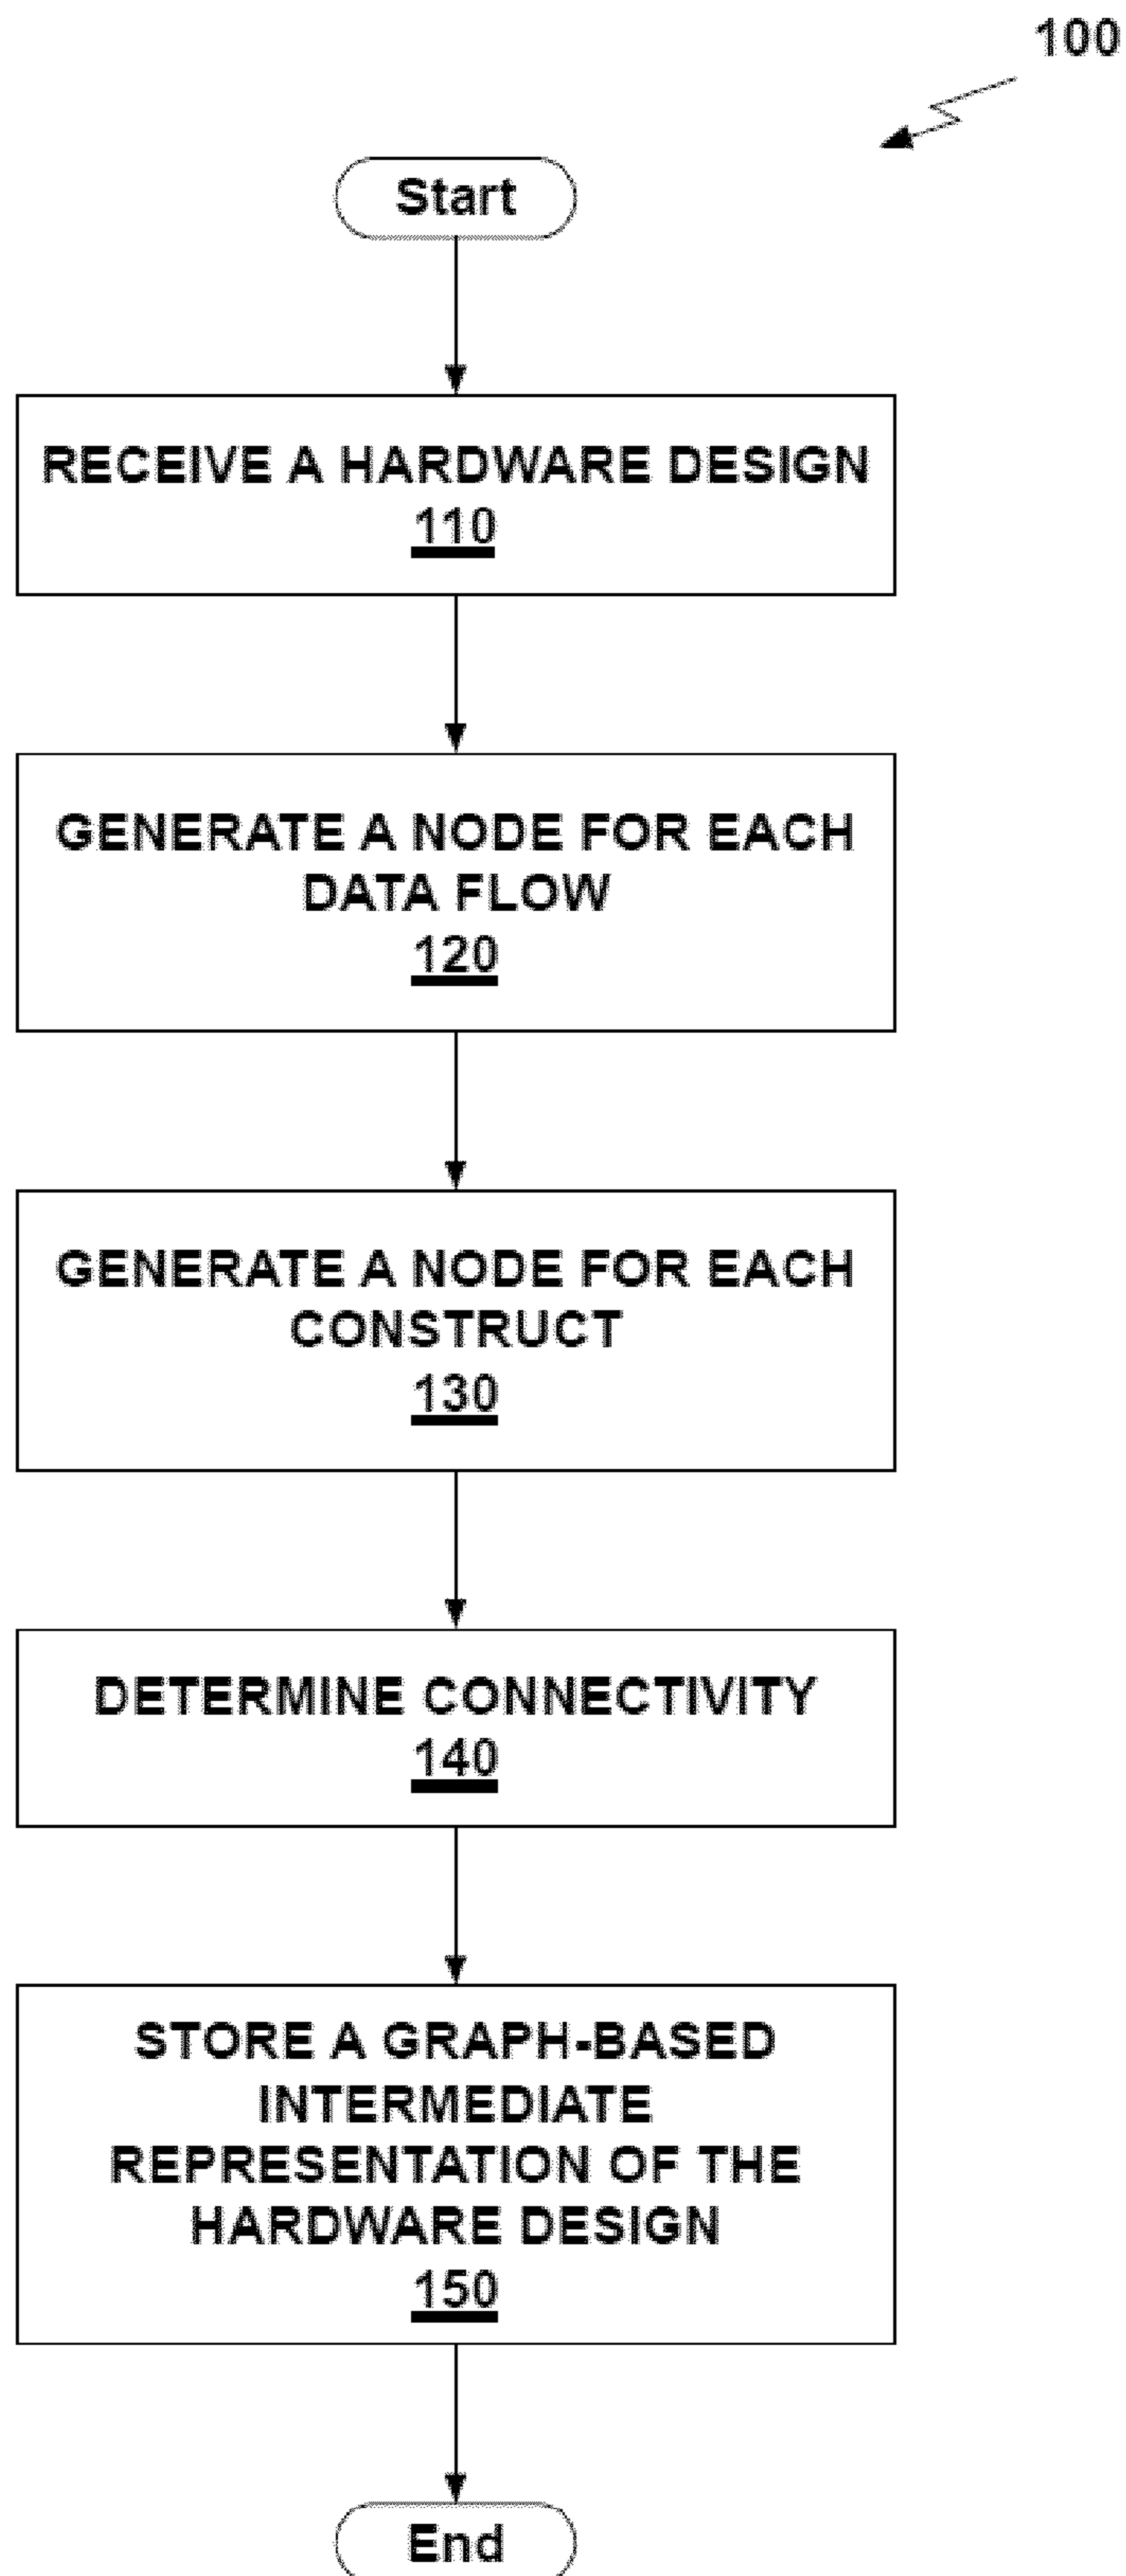 100
Start
RECEIVE A HARDWARE DESIGN
110
GENERATE A NODE FOR EACH
DATA FLOW
120
GENERATE A NODE FOR EACH
CONSTRUCT
130
DETERMINE CONNECTIVITY
140
STORE A GRAPH-BASED
INTERMEDIATE
REPRESENTATION OF THE
HARDWARE DESIGN
150
End